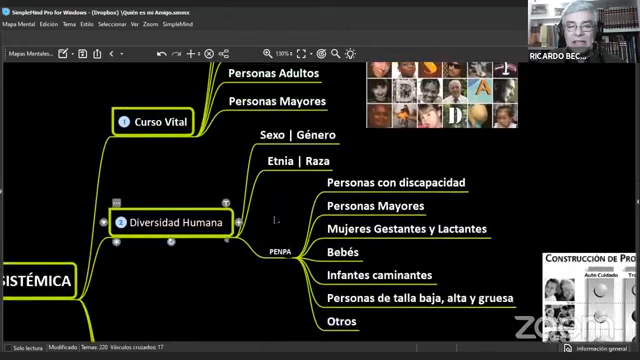 SimpleMind Pro for Windows - (Dropbox) \Quién es mi Amigo.smmx
Mapa Mental Edición Tema Estilo Seleccionar Ver Zoom SimpleMind
Mapas Mentales...
130%
RICARDO BEC...
Personas Adultos
Personas Mayores
1 Curso Vital
Sexo | Género
Etnia | Raza
2 Diversidad Humana
PENPA
Personas con discapacidad
Personas Mayores
Mujeres Gestantes y Lactantes
Bebés
Infantes caminantes
Personas de talla baja, alta y gruesa
Otros
SISTÉMICA
CONSTRUCCIÓN DE PRO
Auto Cuidado
zoom
Solo lectura Modificado Temas: 220 Vínculos cruzados: 17
Información general